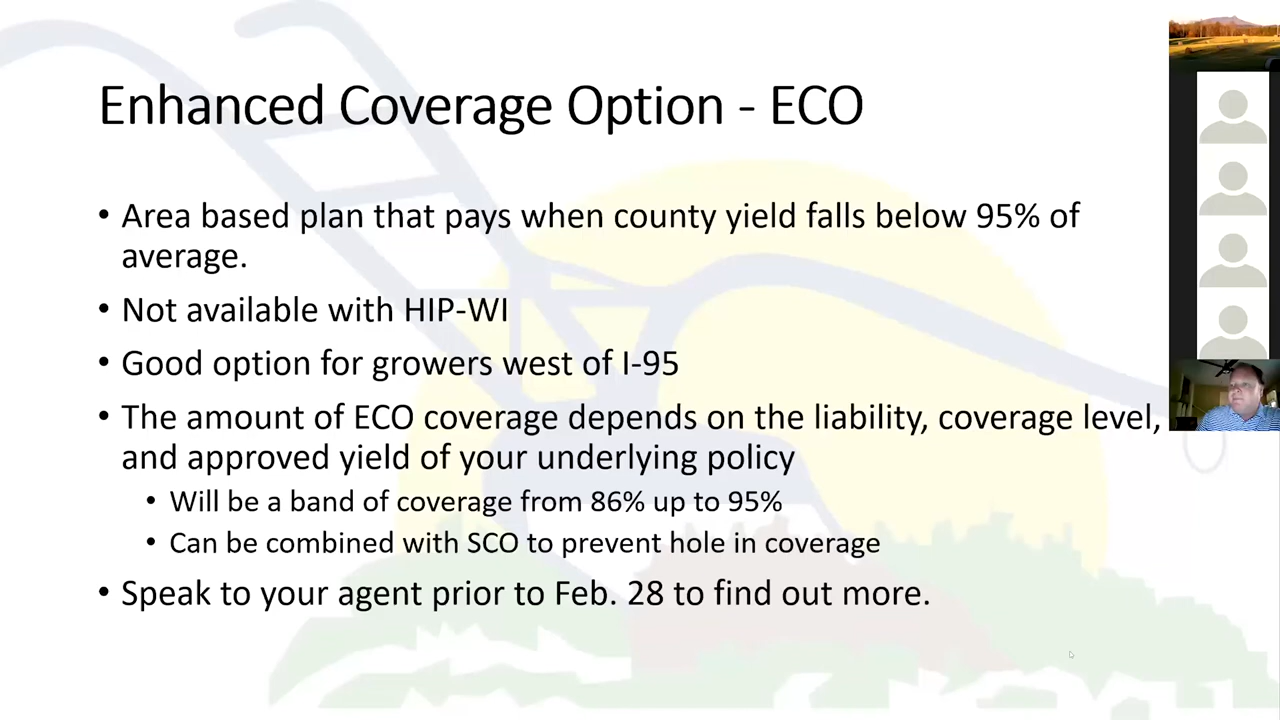 Enhanced Coverage Option - ECO
• Area based plan that pays when county yield falls below 95% of
average.
• Not available with HIP-WI
• Good option for growers west of I-95
• The amount of ECO coverage depends on the liability, coverage level,
and approved yield of your underlying policy
• Will be a band of coverage from 86% up to 95%
• Can be combined with SCO to prevent hole in coverage
• Speak to your agent prior to Feb. 28 to find out more.